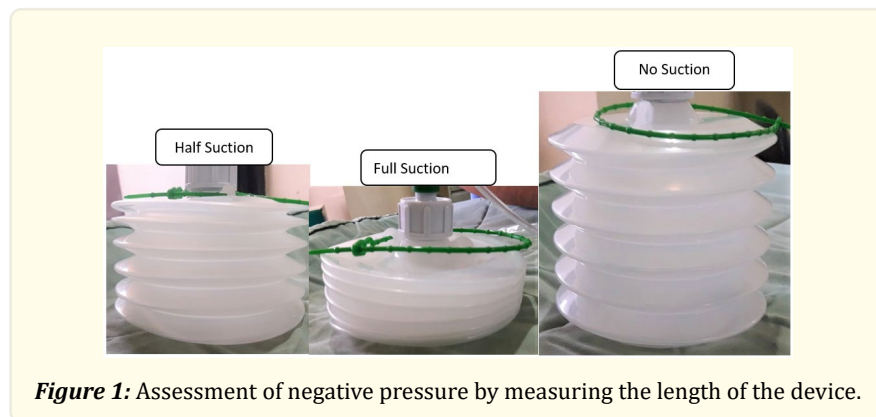 No Suction
Half Suction
Full Suction
Figure 1: Assessment of negative pressure by measuring the length of the device.